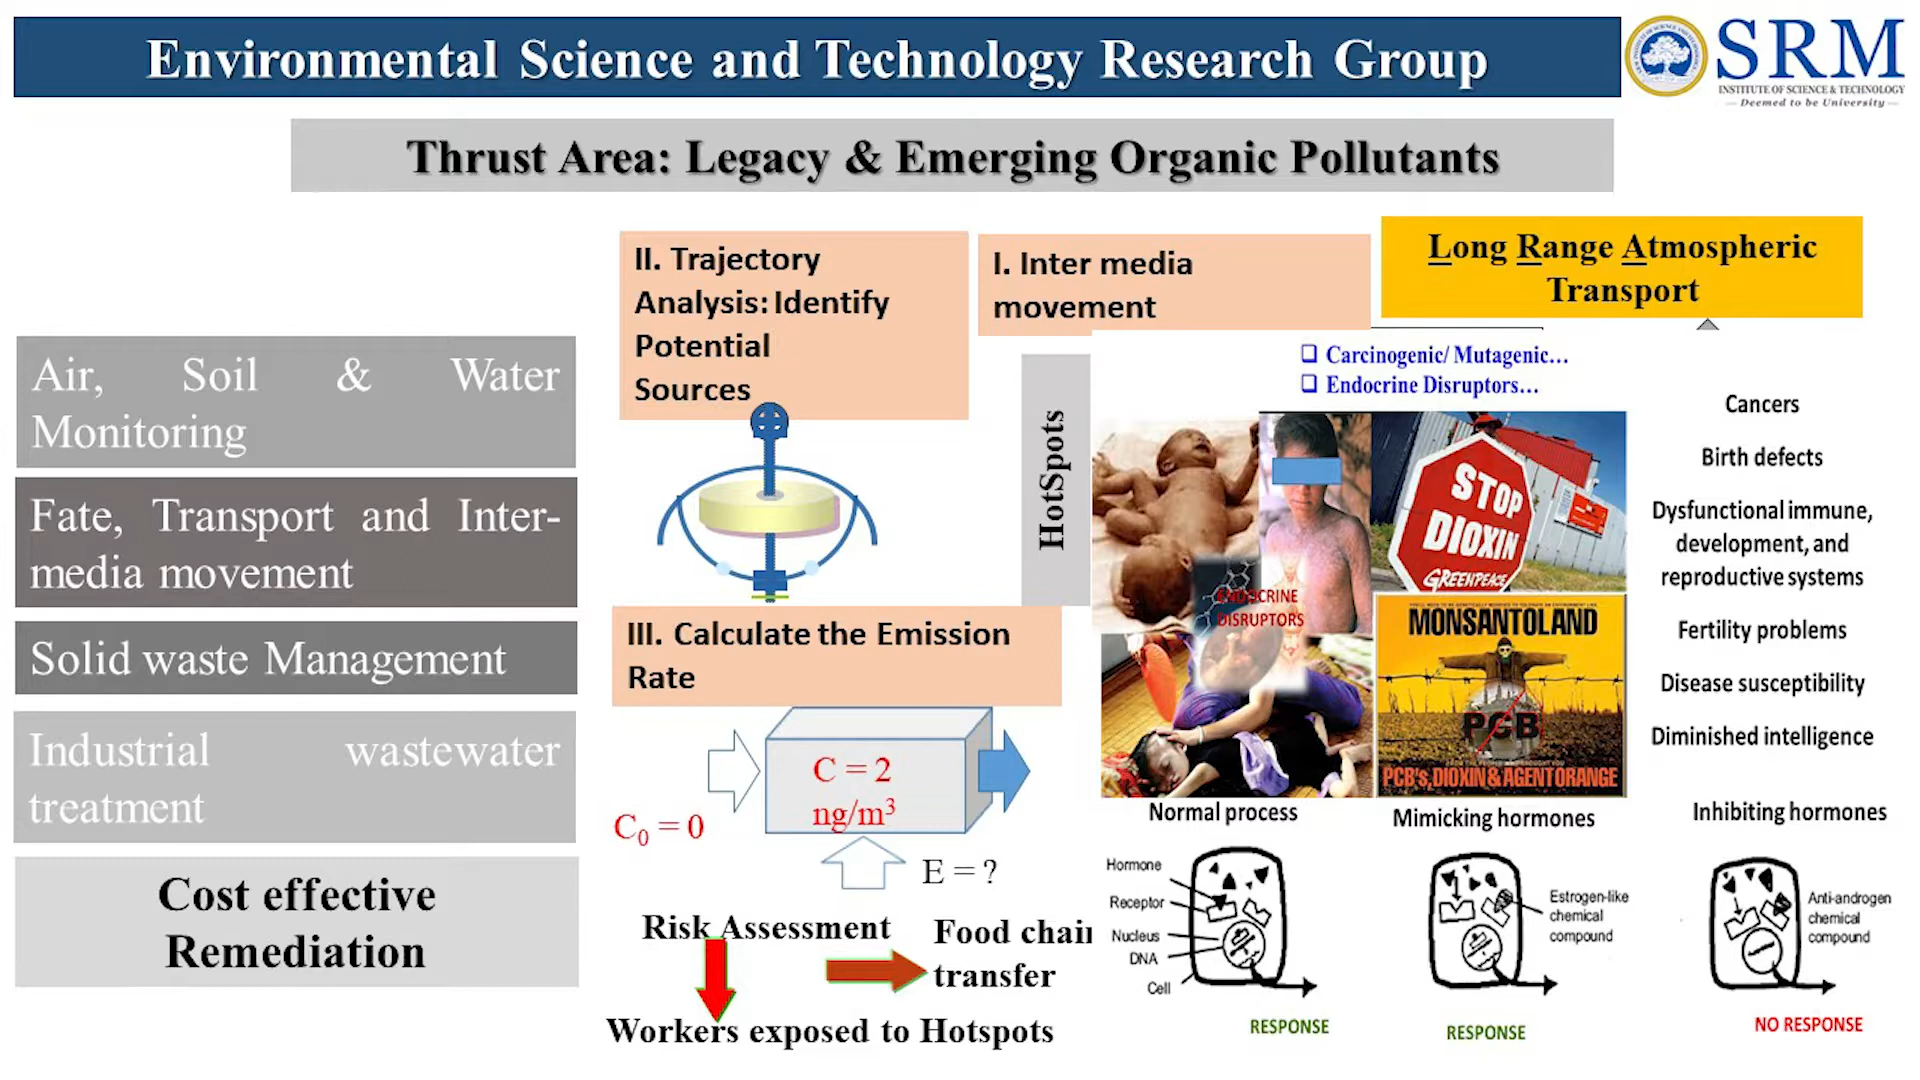 Environmental Science and Technology Research Group
SRM
INSTITUTE OF SCIENCE & TECHNOLOGY
Deemed to be University
Thrust Area: Legacy & Emerging Organic Pollutants
Air, Soil & Water
Monitoring
Fate, Transport and Inter-
media movement
Solid waste Management
Industrial wastewater
treatment
Cost effective
Remediation
II. Trajectory
Analysis: Identify
Potential
Sources
I. Inter media
movement
Long Range Atmospheric
Transport
HotSpots
❑ Carcinogenic/ Mutagenic…
❑ Endocrine Disruptors…
III. Calculate the Emission
Rate
C = 2
ng/m³
C₀ = 0
E = ?
Risk Assessment
Food chain
transfer
Workers exposed to Hotspots
ENDOCRINE
DISRUPTORS
STOP
DIOXIN
GREENPEACE
MONSANTOLAND
PCB
PCB's, DIOXIN & AGENT ORANGE
Cancers
Birth defects
Dysfunctional immune,
development, and
reproductive systems
Fertility problems
Disease susceptibility
Diminished intelligence
Normal process
Hormone
Receptor
Nucleus
DNA
Cell
RESPONSE
Mimicking hormones
Estrogen-like
chemical
compound
RESPONSE
Inhibiting hormones
Anti-androgen
chemical
compound
NO RESPONSE